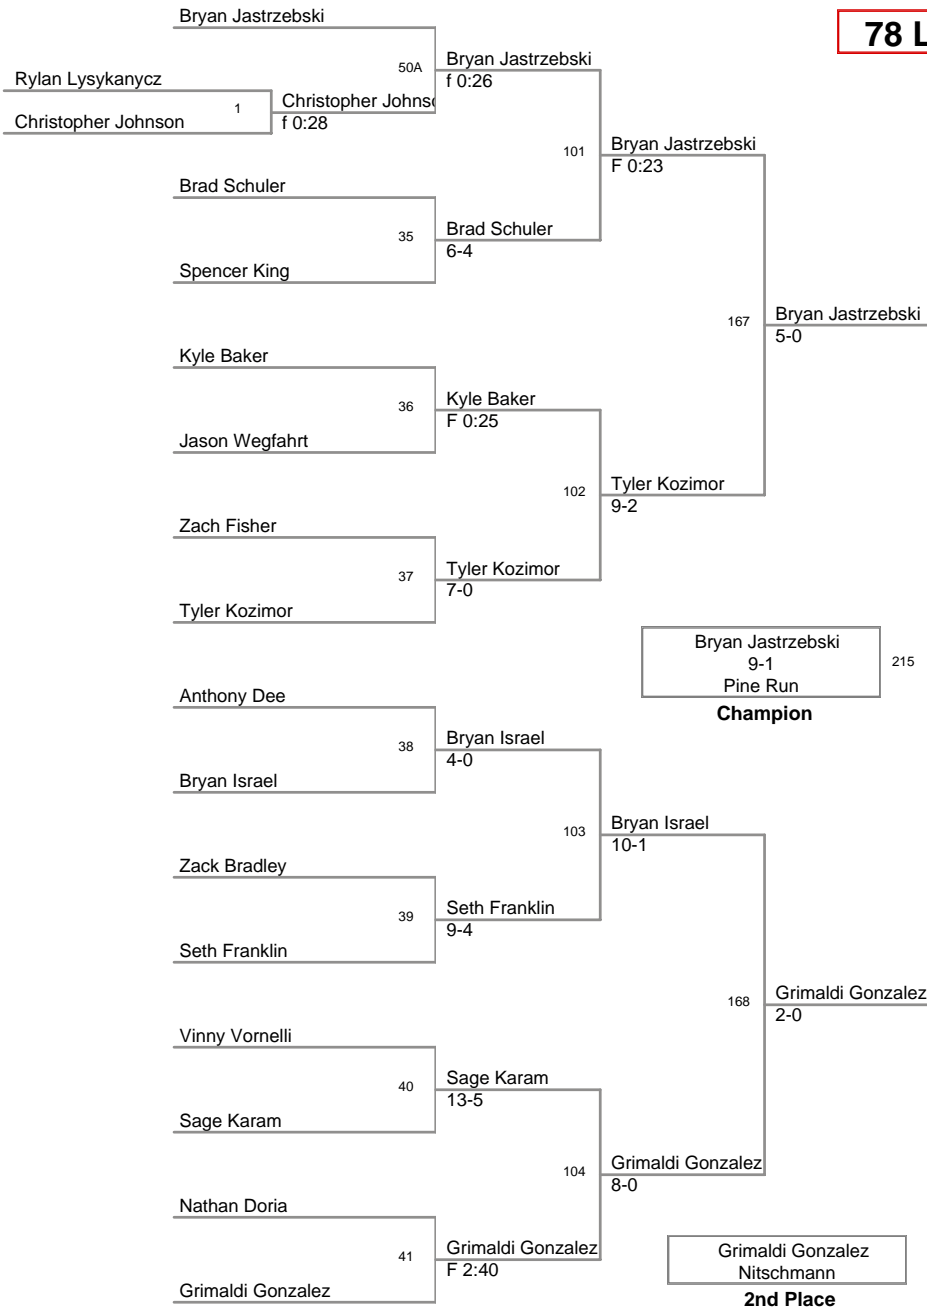 Bryan Jastrzebski
78 L
50A
Bryan Jastrzebski
f 0:26
Rylan Lysykanycz
1
Christopher Johns
f 0:28
Christopher Johnson
101
Bryan Jastrzebski
F 0:23
Brad Schuler
35
Brad Schuler
6-4
Spencer King
167
Bryan Jastrzebski
5-0
Kyle Baker
36
Kyle Baker
F 0:25
Jason Wegfahrt
102
Tyler Kozimor
9-2
Zach Fisher
37
Tyler Kozimor
7-0
Tyler Kozimor
Bryan Jastrzebski
9-1
Pine Run
215
Champion
Anthony Dee
38
Bryan Israel
4-0
Bryan Israel
103
Bryan Israel
10-1
Zack Bradley
39
Seth Franklin
9-4
Seth Franklin
168
Grimaldi Gonzalez
2-0
Vinny Vornelli
40
Sage Karam
13-5
Sage Karam
104
Grimaldi Gonzalez
8-0
Nathan Doria
41
Grimaldi Gonzalez
F 2:40
Grimaldi Gonzalez
Grimaldi Gonzalez
Nitschmann
2nd Place